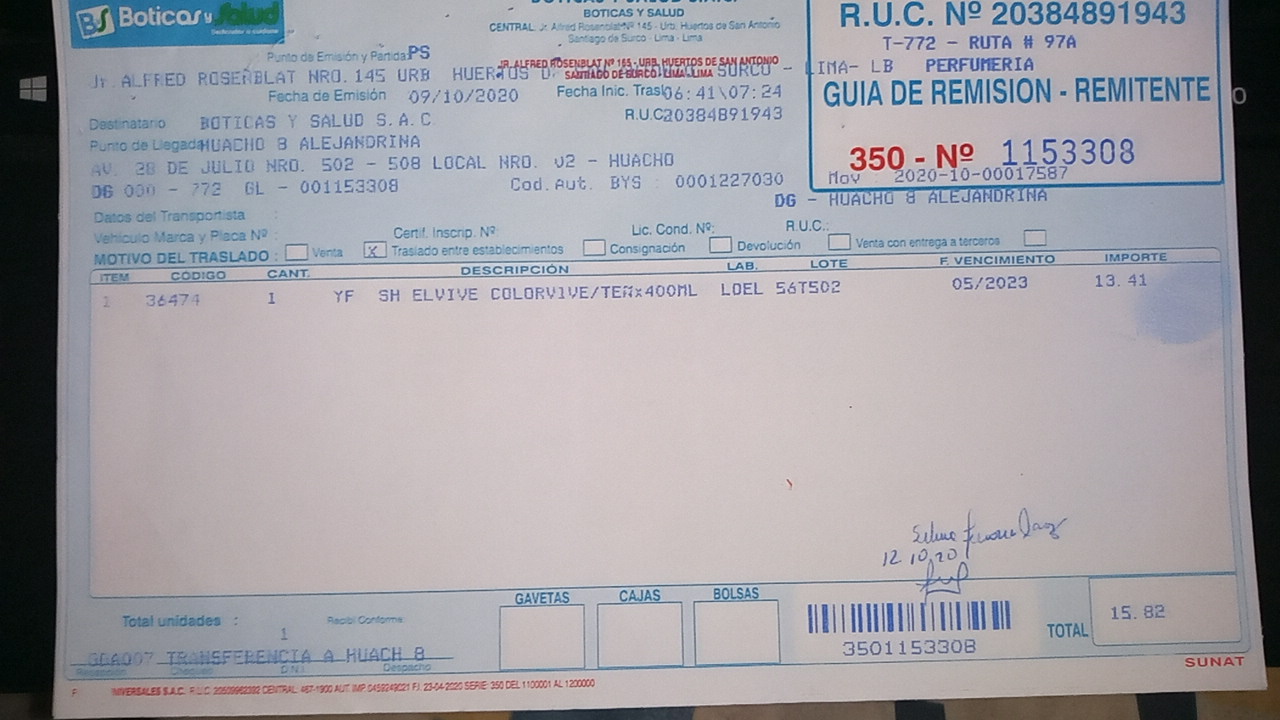 BS Boticas y Salud
BOTICAS Y SALUD
CENTRAL: Jr. Alfred Rosenblat Nº 145 - Urb. Huertos de San Antonio
Santiago de Surco - Lima - Lima
R.U.C. Nº 20384891943
T-772 - RUTA # 97A
LIMA- LB PERFUMERIA
GUIA DE REMISION - REMITENTE
350 - Nº 1153308
Mov 2020-10-00017587
Punto de Emisión y Partida: PS
JR. ALFRED ROSENBLAT Nº 165 - URB. HUERTOS DE SAN ANTONIO
SANTIAGO DE SURCO - LIMA - LIMA
Jr. ALFRED ROSENBLAT NRO. 145 URB HUERTOS D SURCO -
Fecha de Emisión 09/10/2020 Fecha Inic. Trasl 06:41\07:24
Destinatario BOTICAS Y SALUD S.A.C. R.U.C 20384891943
Punto de Llegada HUACHO 8 ALEJANDRINA
AV. 28 DE JULIO NRO. 502 - 508 LOCAL NRO. 02 - HUACHO
DG 000 - 772 GL - 001153308 Cod. Aut. BYS : 0001227030
DG - HUACHO 8 ALEJANDRINA
Datos del Transportista :
Vehículo Marca y Placa Nº : Certif. Inscrip. Nº: Lic. Cond. Nº: R.U.C.:
MOTIVO DEL TRASLADO : Venta X Traslado entre establecimientos Consignación Devolución Venta con entrega a terceros
ITEM CÓDIGO CANT. DESCRIPCIÓN LAB. LOTE F. VENCIMIENTO IMPORTE
1 36474 1 YF SH ELVIVE COLORVIVE/TEÑx400ML LOEL 56T502 05/2023 13.41
12 10,20
GAVETAS CAJAS BOLSAS
Total unidades : 1 Recibí Conforme
3501153308
TOTAL 15.82
GDA007 TRANSFERENCIA A HUACH 8
Recepción Chequeo D.N.I. Despacho
SUNAT